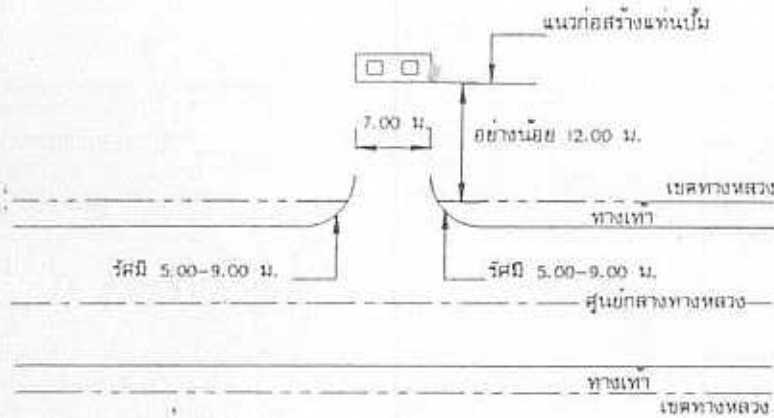 แนวก่อสร้างแท่นปั๊ม
7.00 ม.
อย่างน้อย 12.00 ม.
เขตทางหลวง
ทางเท้า
รัศมี 5.00-9.00 ม.
รัศมี 5.00-9.00 ม.
ศูนย์กลางทางหลวง
ทางเท้า
เขตทางหลวง